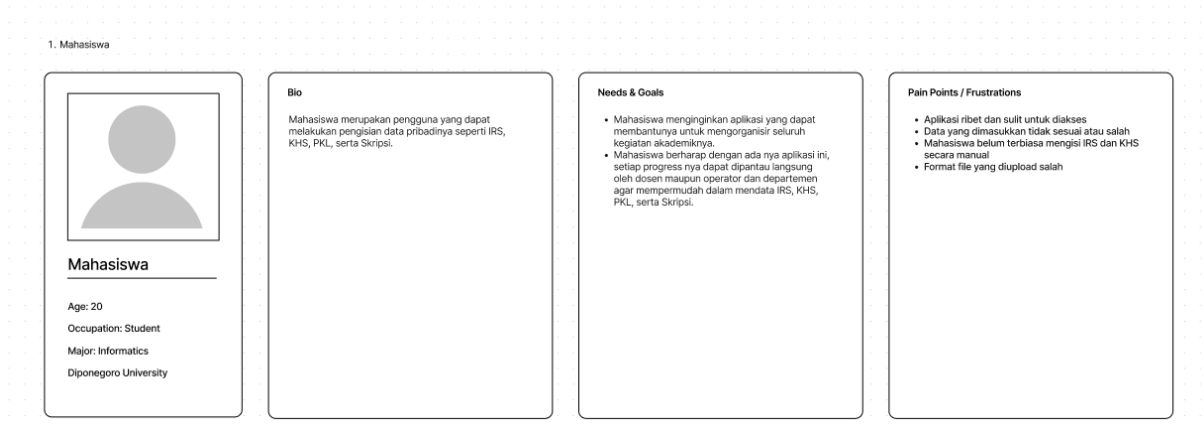 1. Mahasiswa
Mahasiswa
Age: 20
Occupation: Student
Major: Informatics
Diponegoro University
Bio
Mahasiswa merupakan pengguna yang dapat
melakukan pengisian data pribadinya seperti IRS,
KHS, PKL, serta Skripsi.
Needs & Goals
• Mahasiswa menginginkan aplikasi yang dapat
membantunya untuk mengorganisir seluruh
kegiatan akademiknya.
• Mahasiswa berharap dengan ada nya aplikasi ini,
setiap progress nya dapat dipantau langsung
oleh dosen maupun operator dan departemen
agar mempermudah dalam mendata IRS, KHS,
PKL, serta Skripsi.
Pain Points / Frustrations
• Aplikasi ribet dan sulit untuk diakses
• Data yang dimasukkan tidak sesuai atau salah
• Mahasiswa belum terbiasa mengisi IRS dan KHS
secara manual
• Format file yang diupload salah